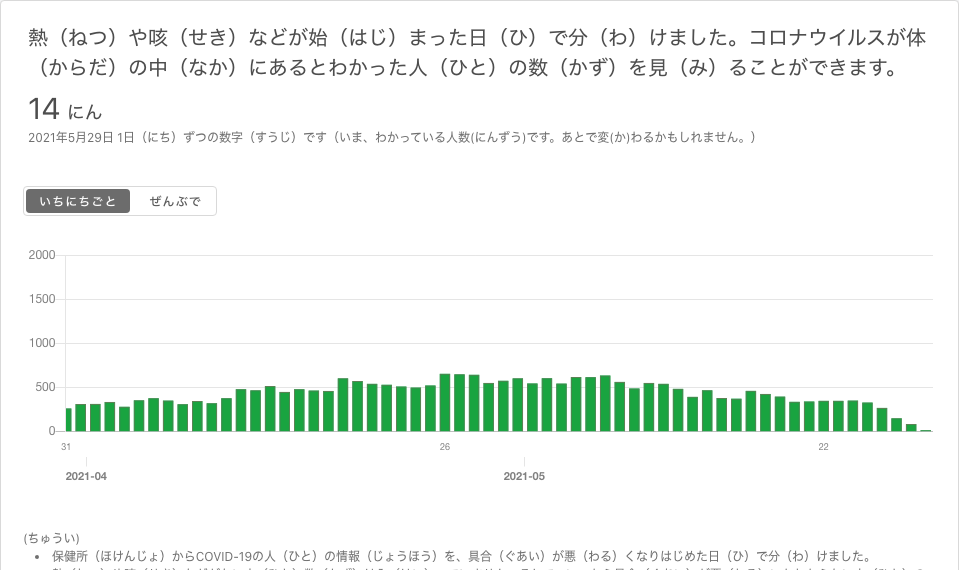 熱（ねつ）や咳（せき）などが始（はじ）まった日（ひ）で分（わ）けました。コロナウイルスが体
（からだ）の中（なか）にあるとわかった人（ひと）の数（かず）を見（み）ることができます。
14 にん
2021年5月29日 1日（にち）ずつの数字（すうじ）です（いま、わかっている人数(にんずう)です。あとで変(か)わるかもしれません。）
いちにちごと ぜんぶで
2000
1500
1000
500
0
31 26 22
2021-04 2021-05
(ちゅうい)
• 保健所（ほけんじょ）からCOVID-19の人（ひと）の情報（じょうほう）を、具合（ぐあい）が悪（わる）くなりはじめた日（ひ）で分（わ）けました。